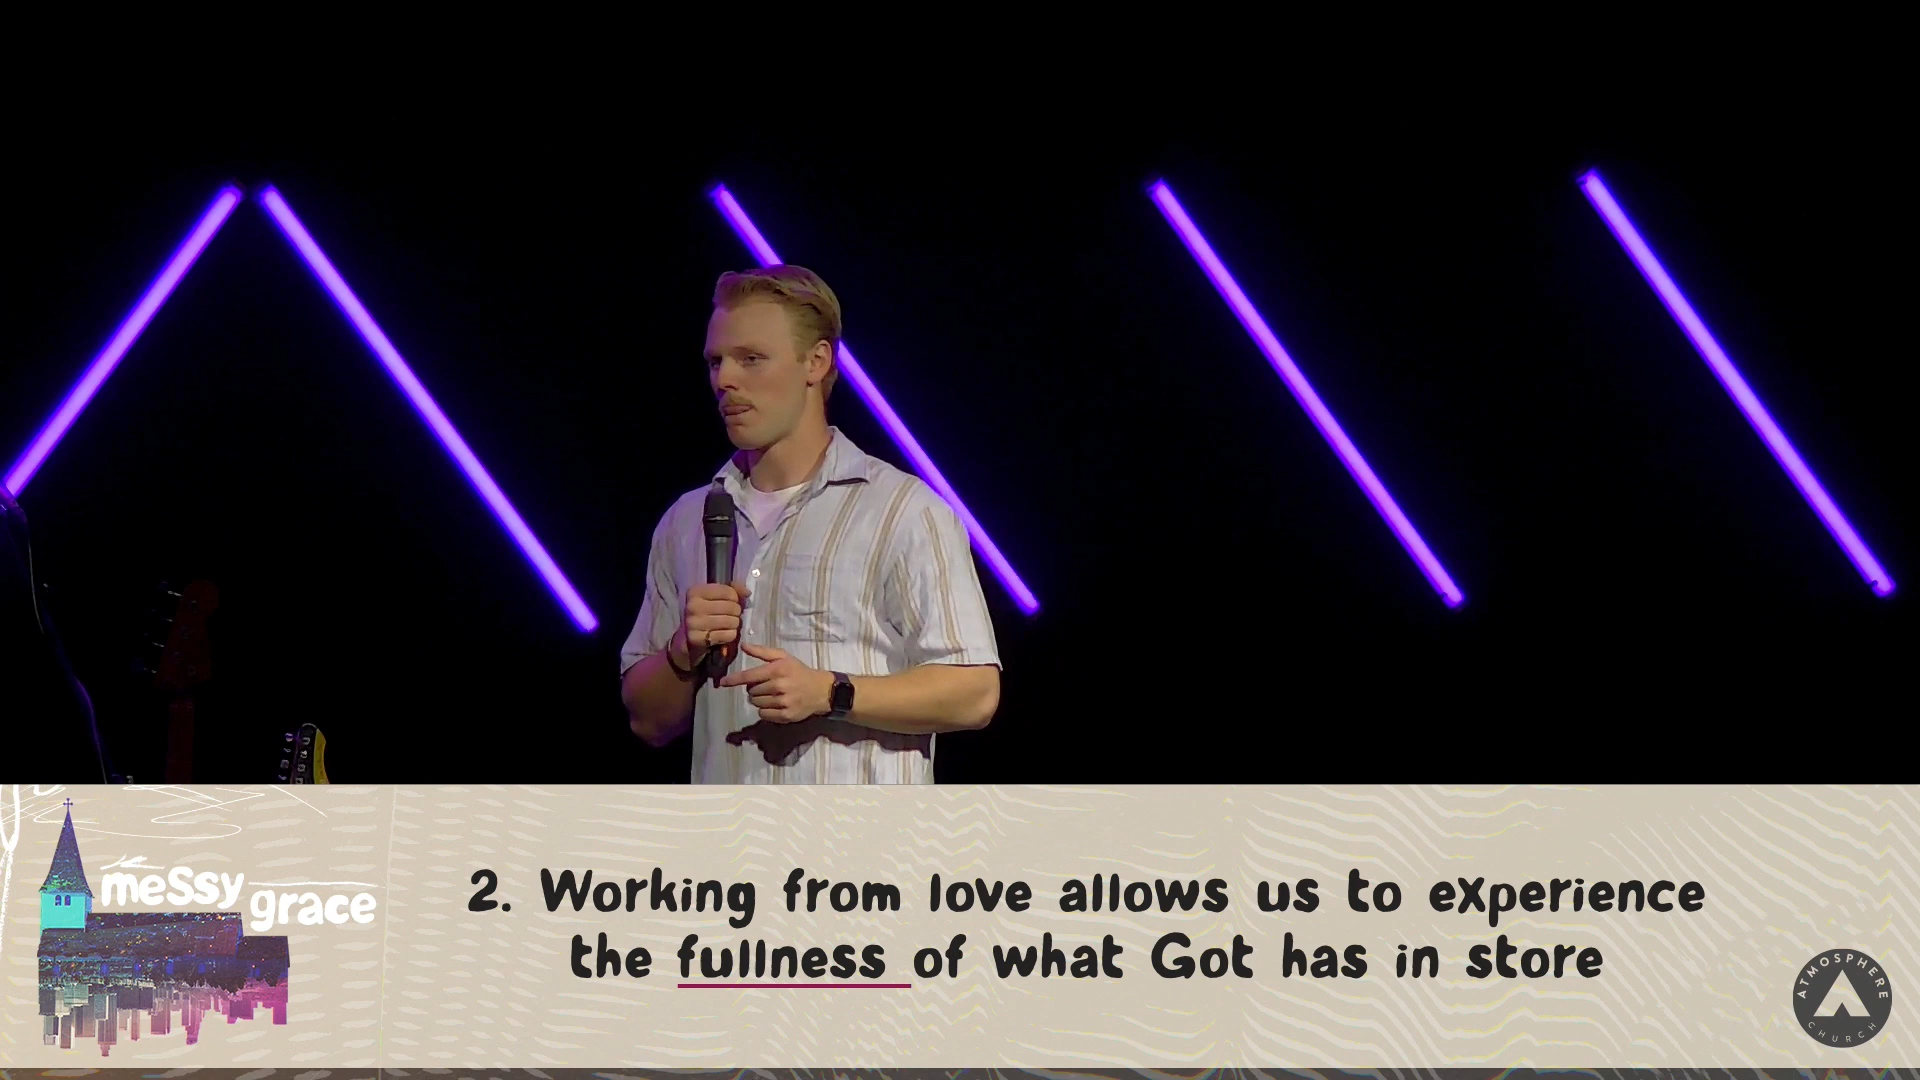 messy
grace
2. Working from love allows us to experience
the fullness of what Got has in store
ATMOSPHERE
CHURCH